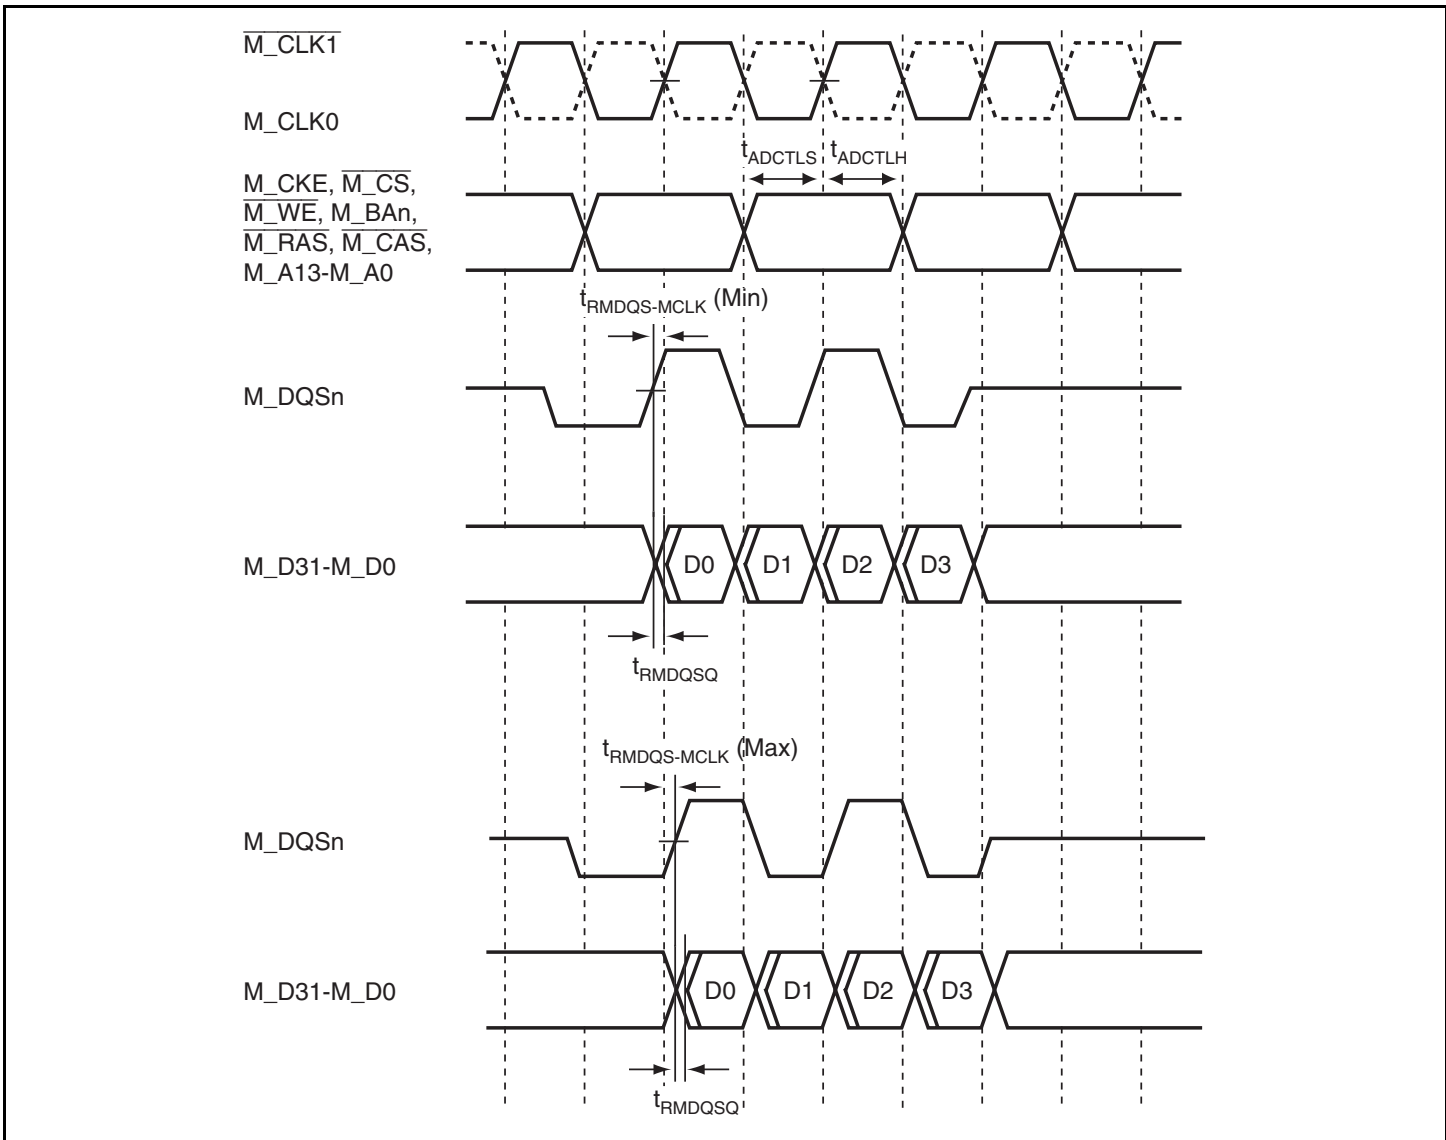 M_CLK1
M_CLK0
tADCTLS tADCTLH
M_CKE, M_CS,
M_WE, M_BAn,
M_RAS, M_CAS,
M_A13-M_A0
tRMDQS-MCLK (Min)
M_DQSn
M_D31-M_D0
D0 D1 D2 D3
tRMDQSQ
tRMDQS-MCLK (Max)
M_DQSn
M_D31-M_D0
D0 D1 D2 D3
tRMDQSQ